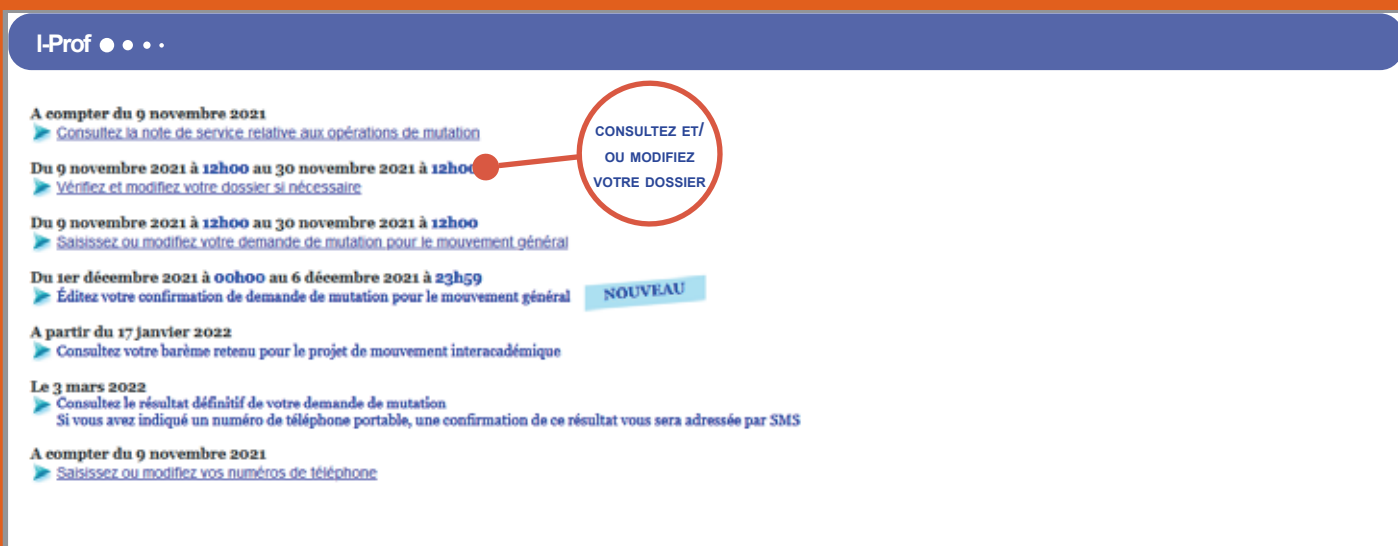 I-Prof
A compter du 9 novembre 2021
Consultez la note de service relative aux opérations de mutation
Du 9 novembre 2021 à 12h00 au 30 novembre 2021 à 12h00
Vérifiez et modifiez votre dossier si nécessaire
CONSULTEZ ET/
OU MODIFIEZ
VOTRE DOSSIER
Du 9 novembre 2021 à 12h00 au 30 novembre 2021 à 12h00
Saisissez ou modifiez votre demande de mutation pour le mouvement général
Du 1er décembre 2021 à 00h00 au 6 décembre 2021 à 23h59
Éditez votre confirmation de demande de mutation pour le mouvement général
NOUVEAU
A partir du 17 janvier 2022
Consultez votre barème retenu pour le projet de mouvement interacadémique
Le 3 mars 2022
Consultez le résultat définitif de votre demande de mutation
Si vous avez indiqué un numéro de téléphone portable, une confirmation de ce résultat vous sera adressée par SMS
A compter du 9 novembre 2021
Saisissez ou modifiez vos numéros de téléphone